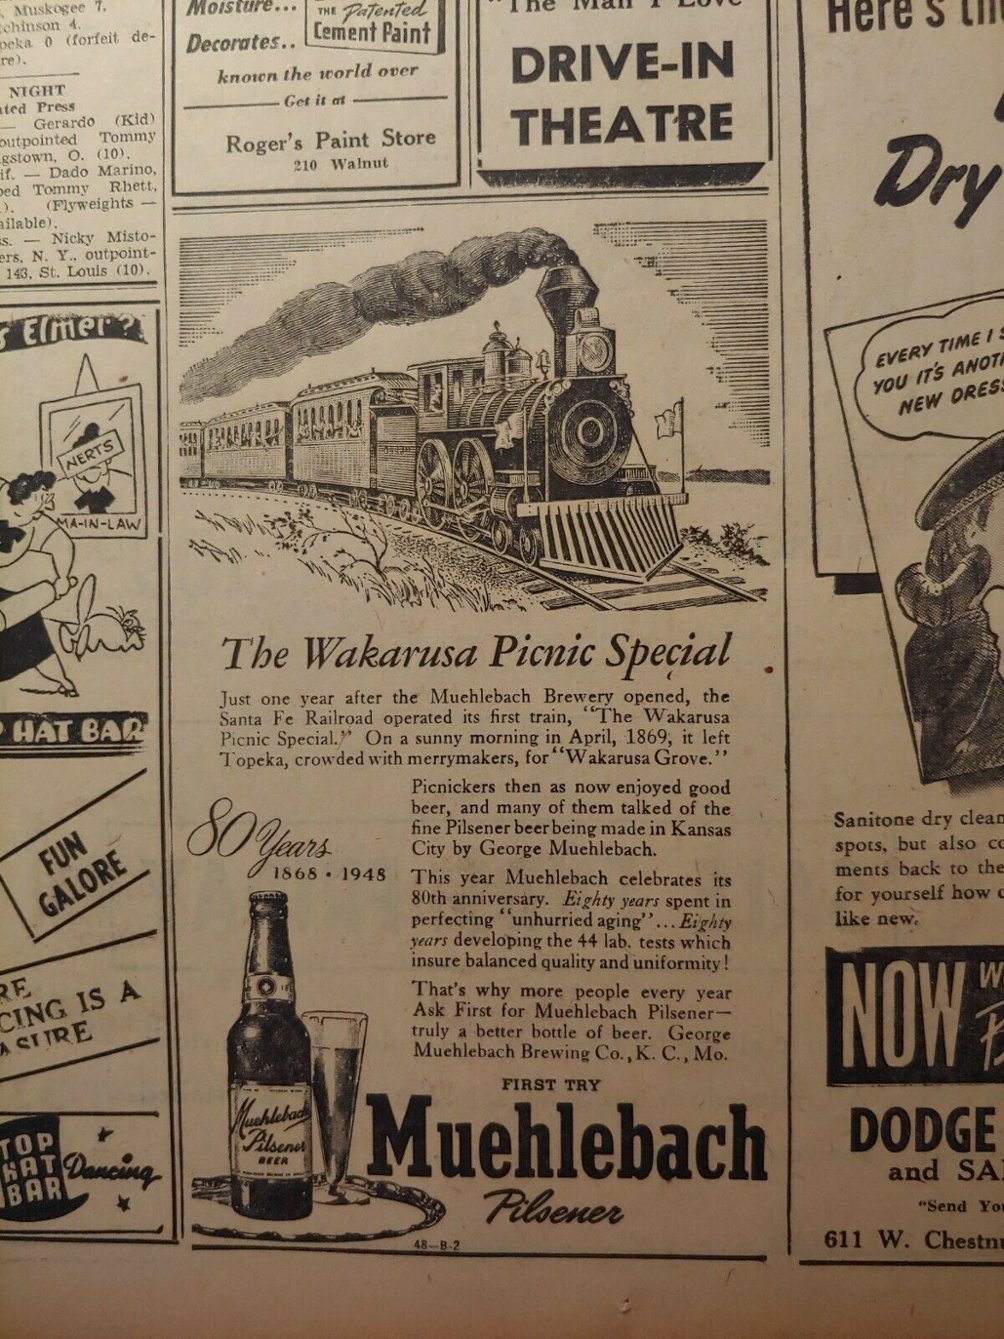 Muskogee 7.
tchinson 4.
peka 0 (forfeit de-
re).
NIGHT
ated Press
— Gerardo (Kid)
outpointed Tommy
gstown, O. (10).
if. — Dado Marino,
ped Tommy Rhett,
). (Flyweights —
ailable).
ss. — Nicky Misto-
ers, N. Y., outpoint-
143, St. Louis (10).
s Elmer?
NERTS
MA-IN-LAW
P HAT BAR
FUN
GALORE
RE
CING IS A
ASURE
TOP
HAT
BAR
Dancing
Moisture...
Decorates..
THE Patented
Cement Paint
known the world over
Get it at
Roger's Paint Store
210 Walnut
"The Man I Love
DRIVE-IN
THEATRE
The Wakarusa Picnic Special
Just one year after the Muehlebach Brewery opened, the
Santa Fe Railroad operated its first train, "The Wakarusa
Picnic Special." On a sunny morning in April, 1869, it left
Topeka, crowded with merrymakers, for "Wakarusa Grove."
Picnickers then as now enjoyed good
beer, and many of them talked of the
fine Pilsener beer being made in Kansas
City by George Muehlebach.
80 Years
1868 • 1948
This year Muehlebach celebrates its
80th anniversary. Eighty years spent in
perfecting "unhurried aging"...Eighty
years developing the 44 lab. tests which
insure balanced quality and uniformity!
That's why more people every year
Ask First for Muehlebach Pilsener—
truly a better bottle of beer. George
Muehlebach Brewing Co., K. C., Mo.
Muehlebach
Pilsener
BEER
FIRST TRY
Muehlebach
Pilsener
48—B-2
Here's th
Dry
EVERY TIME I S
YOU IT'S ANOT
NEW DRES
Sanitone dry clean
spots, but also co
ments back to the
for yourself how c
like new.
NOW
DODGE
and SA
"Send You
611 W. Chestnu